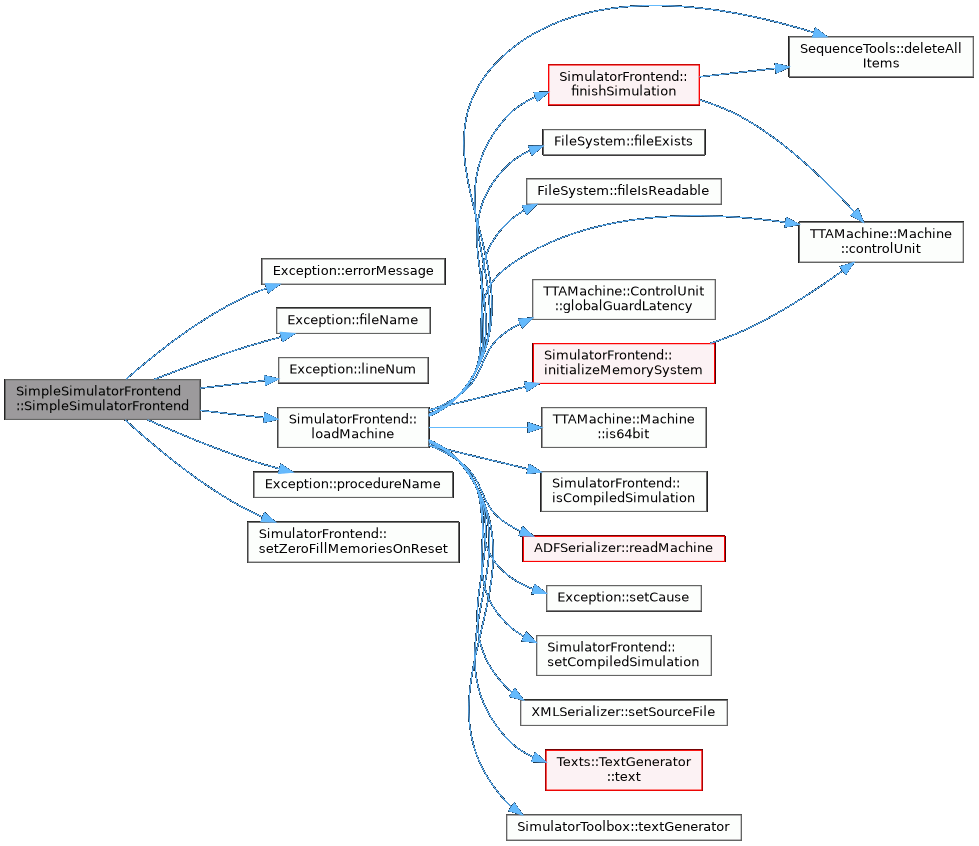 SimpleSimulatorFrontend
::SimpleSimulatorFrontend
Exception::errorMessage
Exception::fileName
Exception::lineNum
SimulatorFrontend::
loadMachine
Exception::procedureName
SimulatorFrontend::
setZeroFillMemoriesOnReset
SimulatorFrontend::
finishSimulation
FileSystem::fileExists
FileSystem::fileIsReadable
TTAMachine::ControlUnit
::globalGuardLatency
SimulatorFrontend::
initializeMemorySystem
TTAMachine::Machine
::is64bit
SimulatorFrontend::
isCompiledSimulation
ADFSerializer::readMachine
Exception::setCause
SimulatorFrontend::
setCompiledSimulation
XMLSerializer::setSourceFile
Texts::TextGenerator
::text
SimulatorToolbox::textGenerator
SequenceTools::deleteAll
Items
TTAMachine::Machine
::controlUnit